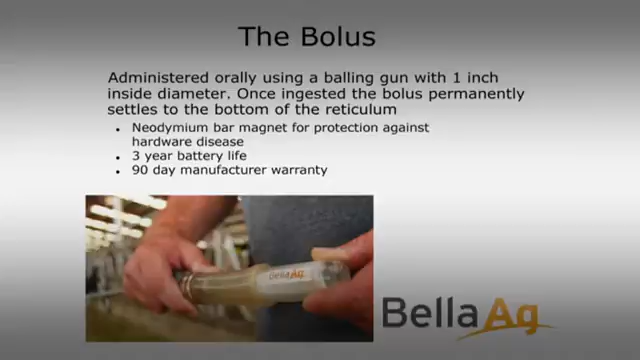 The Bolus
Administered orally using a balling gun with 1 inch
inside diameter. Once ingested the bolus permanently
settles to the bottom of the reticulum
• Neodymium bar magnet for protection against
hardware disease
• 3 year battery life
• 90 day manufacturer warranty
BellaAg
BellaAg